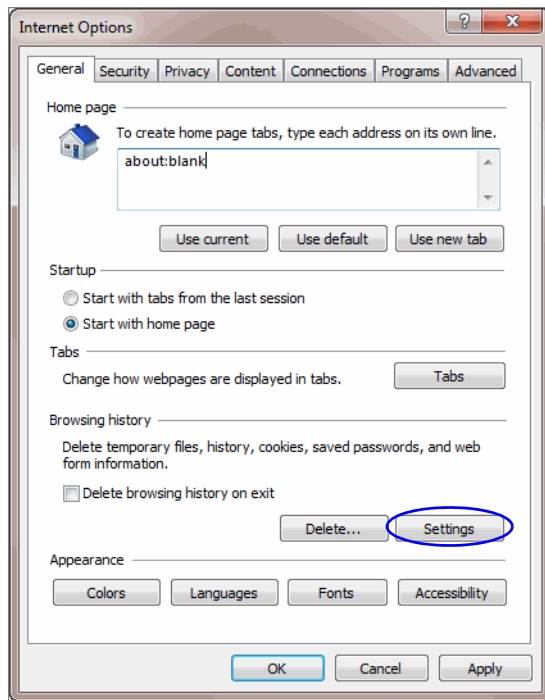 Internet Options
?
X
General Security Privacy Content Connections Programs Advanced
Home page
To create home page tabs, type each address on its own line.
about:blank
Use current Use default Use new tab
Startup
Start with tabs from the last session
Start with home page
Tabs
Change how webpages are displayed in tabs. Tabs
Browsing history
Delete temporary files, history, cookies, saved passwords, and web
form information.
Delete browsing history on exit
Delete... Settings
Appearance
Colors Languages Fonts Accessibility
OK Cancel Apply